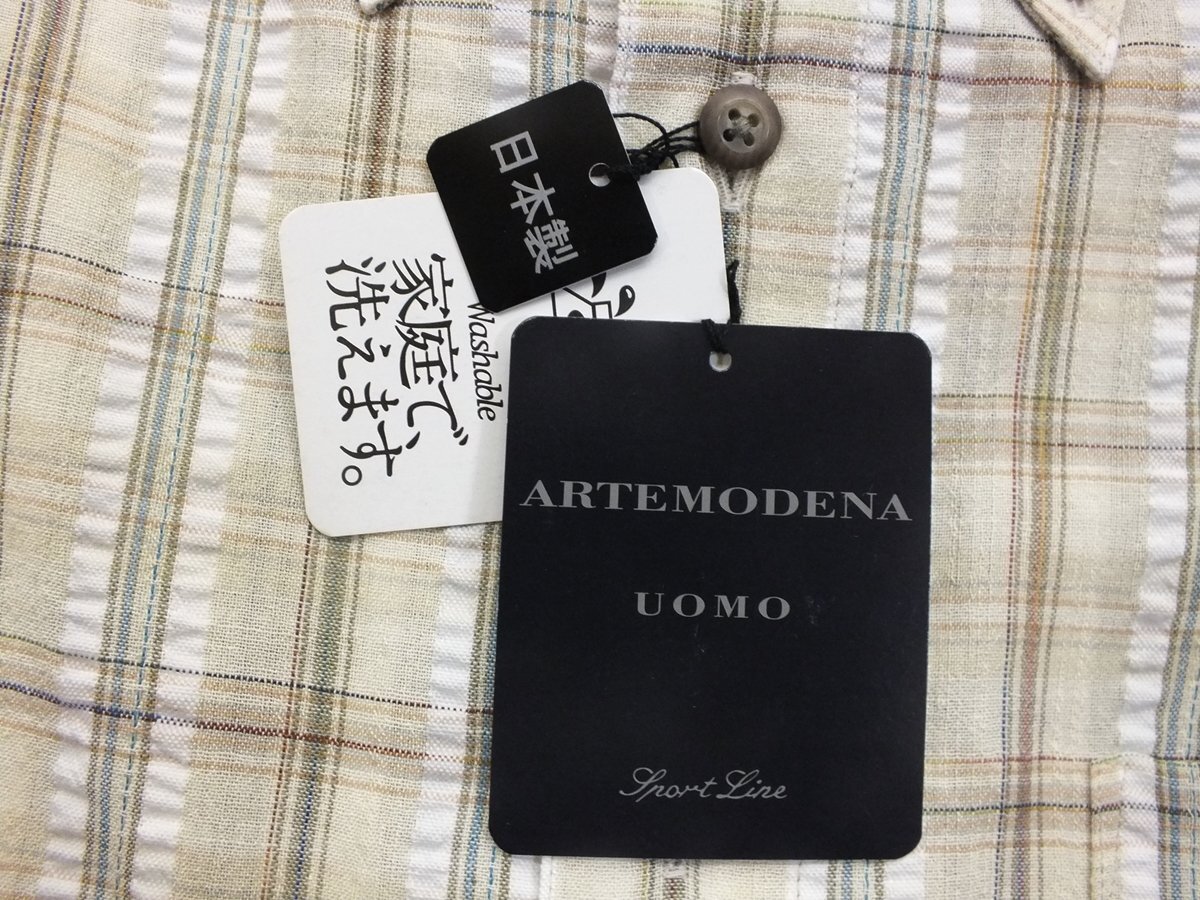 日本製
Washable
家庭で、
洗えます。
ARTEMODENA
UOMO
Sport Line